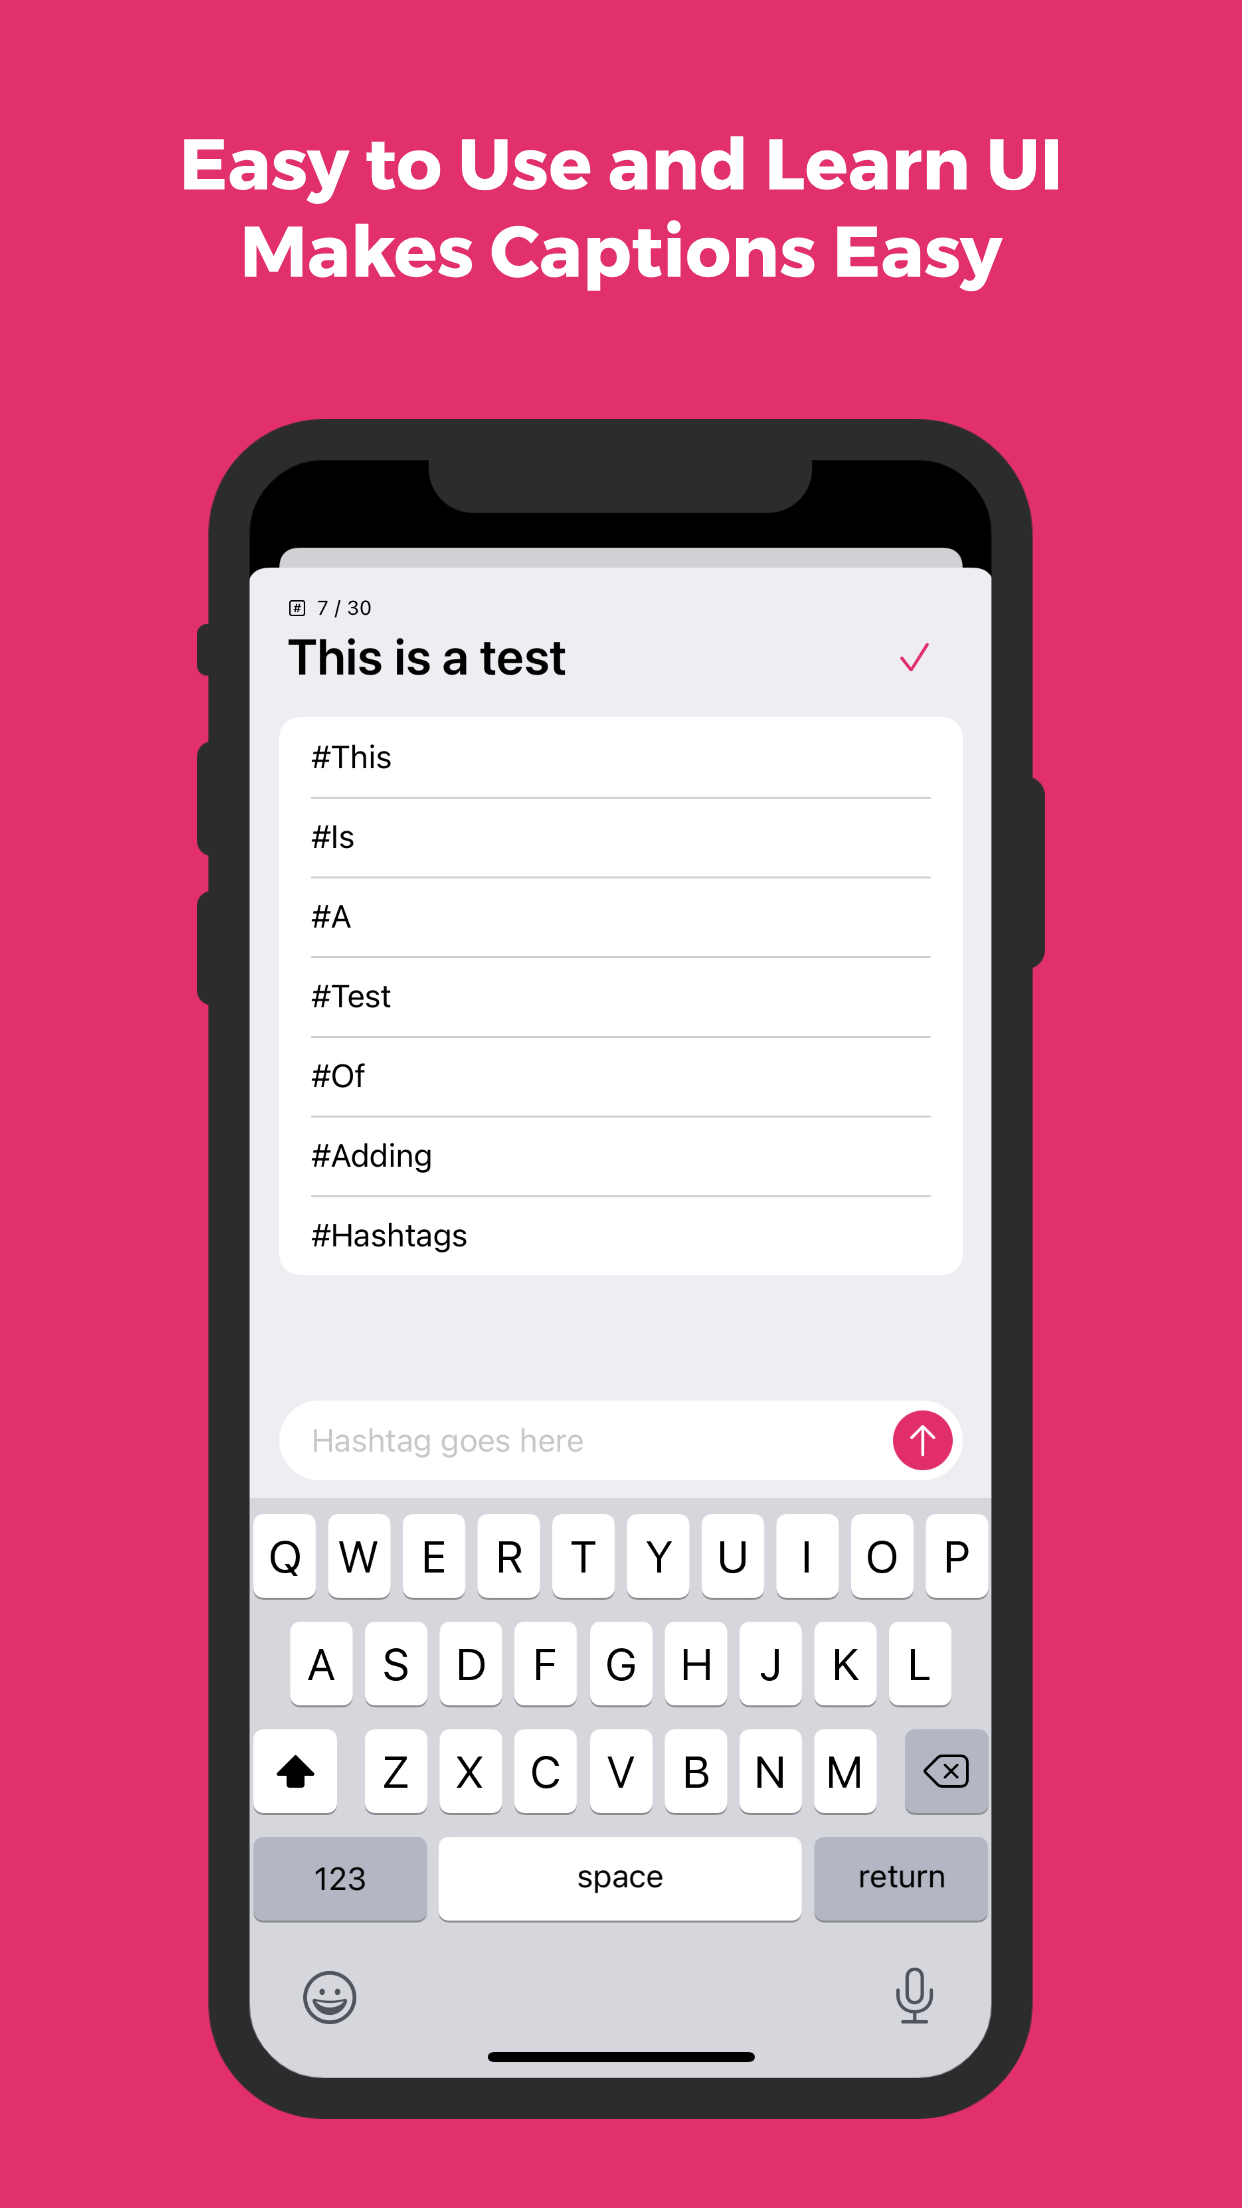 Easy to Use and Learn UI
Makes Captions Easy
# 7 / 30
This is a test
#This
#Is
#A
#Test
#Of
#Adding
#Hashtags
Hashtag goes here
Q W E R T Y U I O P
A S D F G H J K L
Z X C V B N M
123 space return